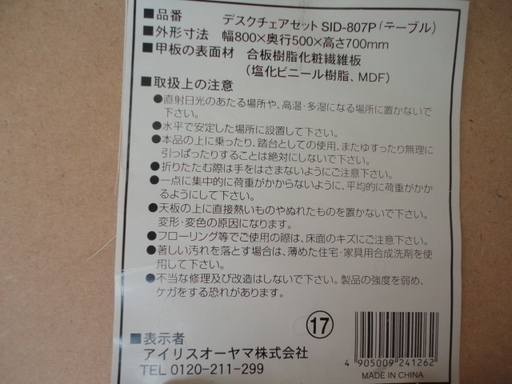 ■品番 デスクチェアセット SID-807P(テーブル)
■外形寸法 幅800×奥行500×高さ700mm
■甲板の表面材 合板樹脂化粧繊維板
(塩化ビニール樹脂、MDF)
■取扱上の注意
●直射日光のあたる場所や、高温・多湿になる場所に置かないで
下さい。
●水平で安定した場所に設置して下さい。
●本品の上に乗ったり、踏台としての使用、またゆすったり無理に
引っぱったりすることは絶対にしないで下さい。
●折りたたむ際は手をはさまないようにご注意下さい。
●一点に集中的に荷重がかからないように、平均的に荷重がかか
るようにして下さい。
●天板の上に直接熱いものやぬれたものを置かないで下さい。
変形・変色の原因になります。
●フローリング等でご使用の際は、床面のキズにご注意下さい。
●著しい汚れを落とす場合は、薄めた住宅・家具用合成洗剤を使
用して下さい。
●不当な修理及び改造はしないで下さい。製品の強度を弱め、
ケガをする恐れがあります。
⑰
■表示者
アイリスオーヤマ株式会社
TEL 0120-211-299
4 905009 241262
MADE IN CHINA